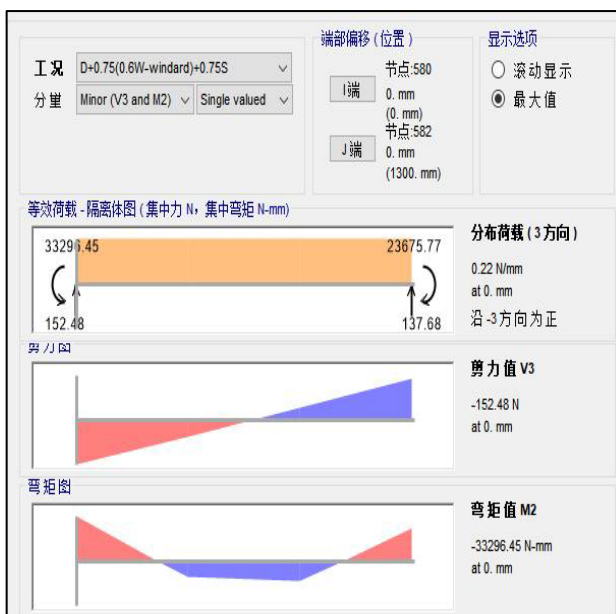 端部偏移 (位置)
显示选项
工况 D+0.75(0.6W-windard)+0.75S
分量 Minor (V3 and M2) Single valued
I端
节点:580
0. mm
(0. mm)
J端
节点:582
0. mm
(1300. mm)
滚动显示
最大值
等效荷载 - 隔离体图 (集中力 N，集中弯矩 N-mm)
33296.45 23675.77
152.48 137.68
分布荷载 (3 方向)
0.22 N/mm
at 0. mm
沿 -3 方向为正
剪力图
剪力值 V3
-152.48 N
at 0. mm
弯矩图
弯矩值 M2
-33296.45 N-mm
at 0. mm